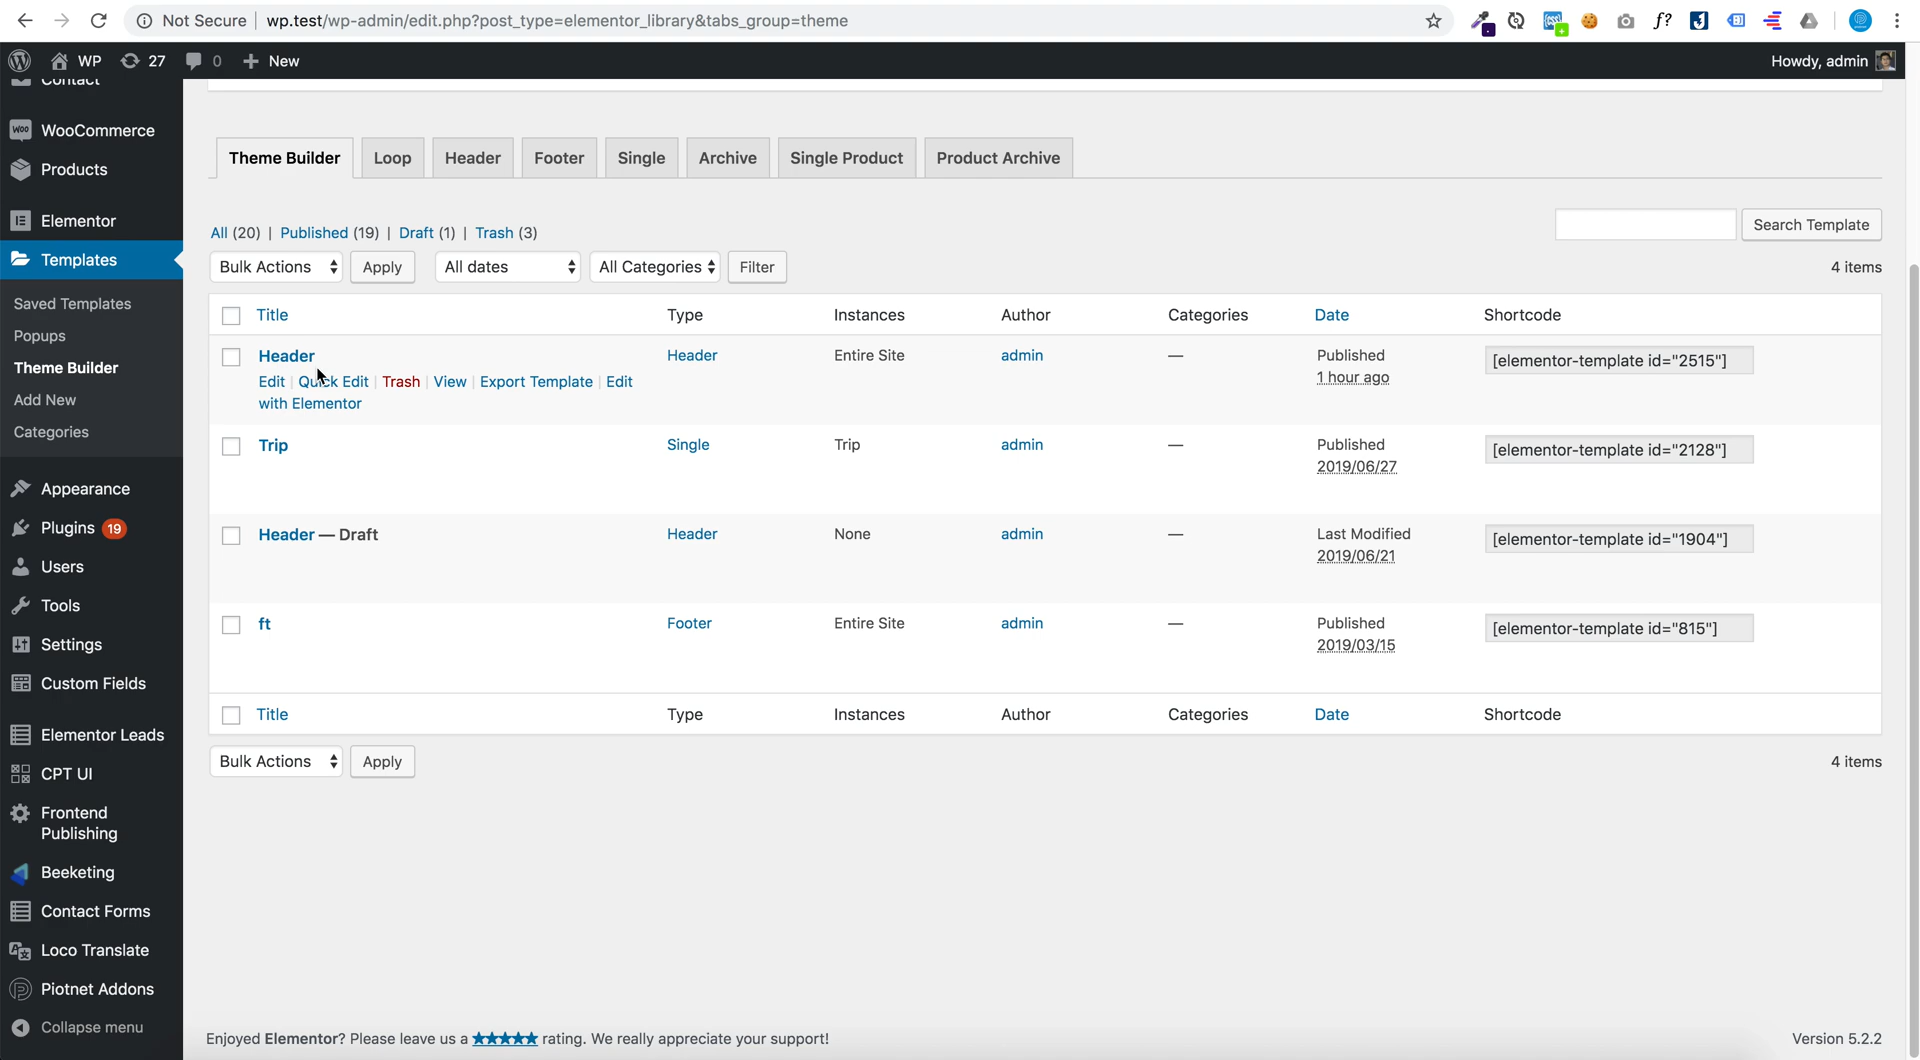 Not Secure wp.test/wp-admin/edit.php?post_type=elementor_library&tabs_group=theme
WP 27 0 New Howdy, admin
Contact
WooCommerce
Products
Elementor
Templates
Saved Templates
Popups
Theme Builder
Add New
Categories
Appearance
Plugins 19
Users
Tools
Settings
Custom Fields
Elementor Leads
CPT UI
Frontend
Publishing
Beeketing
Contact Forms
Loco Translate
Piotnet Addons
Collapse menu
Theme Builder Loop Header Footer Single Archive Single Product Product Archive
All (20) | Published (19) | Draft (1) | Trash (3) Search Template
Bulk Actions Apply All dates All Categories Filter 4 items
Title Type Instances Author Categories Date Shortcode
Header Header Entire Site admin — Published [elementor-template id="2515"]
1 hour ago
Edit | Quick Edit | Trash | View | Export Template | Edit
with Elementor
Trip Single Trip admin — Published [elementor-template id="2128"]
2019/06/27
Header — Draft Header None admin — Last Modified [elementor-template id="1904"]
2019/06/21
ft Footer Entire Site admin — Published [elementor-template id="815"]
2019/03/15
Title Type Instances Author Categories Date Shortcode
Bulk Actions Apply 4 items
Enjoyed Elementor? Please leave us a ★★★★★ rating. We really appreciate your support! Version 5.2.2